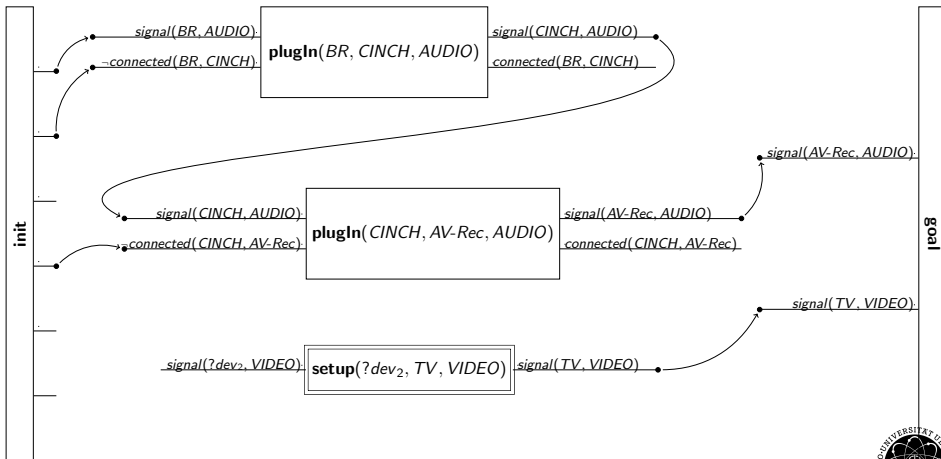 signal(BR, AUDIO)
¬connected(BR, CINCH)
plugIn(BR, CINCH, AUDIO)
signal(CINCH, AUDIO)
connected(BR, CINCH)
signal(AV-Rec, AUDIO)
init
signal(CINCH, AUDIO)
¬connected(CINCH, AV-Rec)
plugIn(CINCH, AV-Rec, AUDIO)
signal(AV-Rec, AUDIO)
connected(CINCH, AV-Rec)
goal
signal(TV, VIDEO)
signal(?dev₂, VIDEO)
setup(?dev₂, TV, VIDEO)
signal(TV, VIDEO)